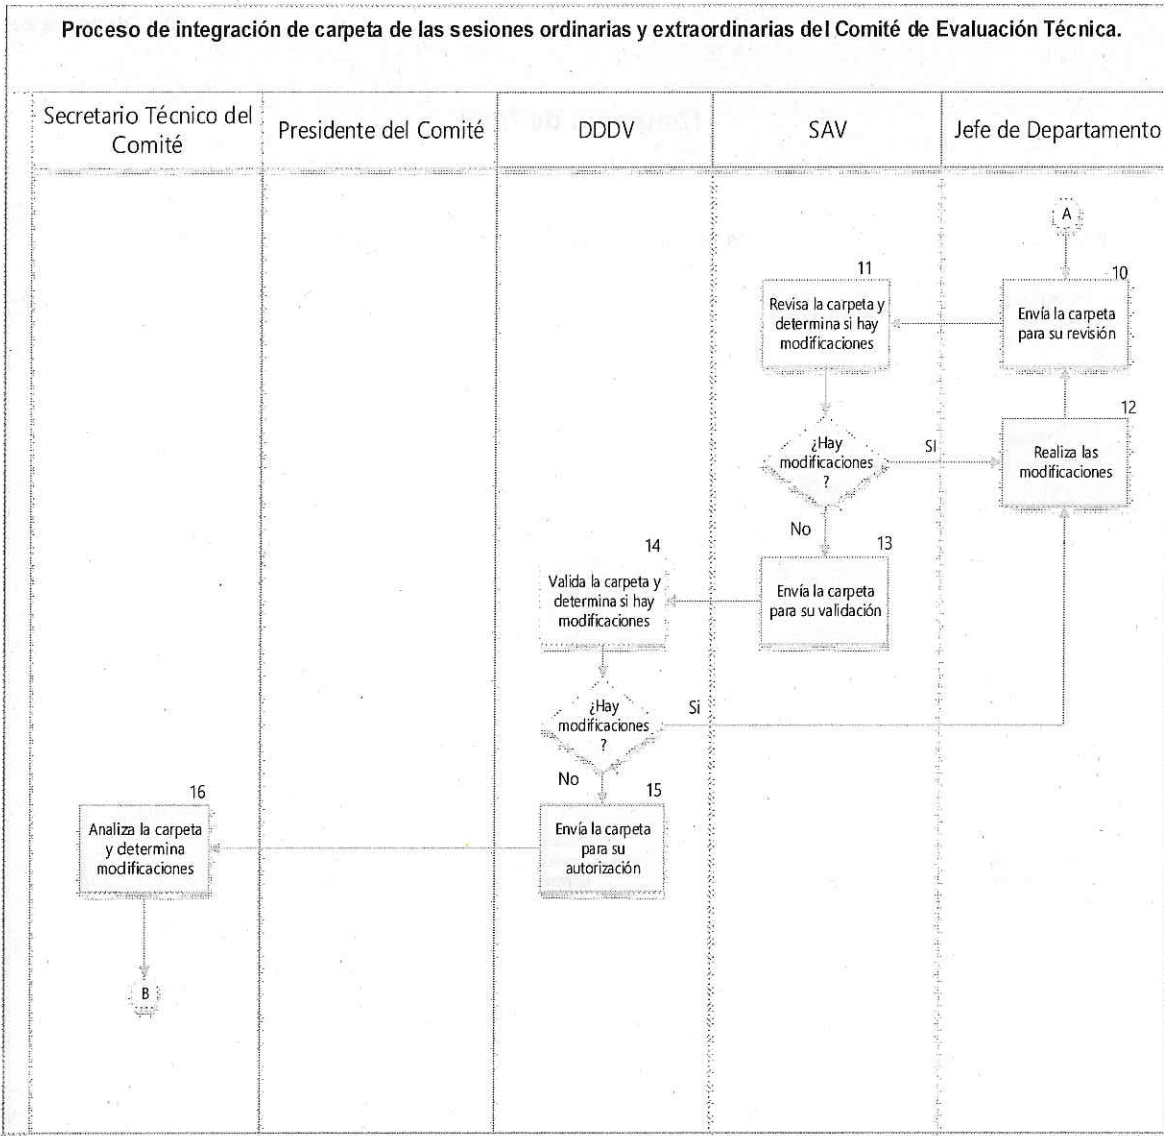 Proceso de integración de carpeta de las sesiones ordinarias y extraordinarias del Comité de Evaluación Técnica.
Secretario Técnico del
Comité
Presidente del Comité
DDDV
SAV
Jefe de Departamento
A
10
Envía la carpeta
para su revisión
11
Revisa la carpeta y
determina si hay
modificaciones
¿Hay
modificaciones
?
SI
12
Realiza las
modificaciones
No
13
Envía la carpeta
para su validación
14
Valida la carpeta y
determina si hay
modificaciones
¿Hay
modificaciones
?
Si
No
15
Envía la carpeta
para su
autorización
16
Analiza la carpeta
y determina
modificaciones
B